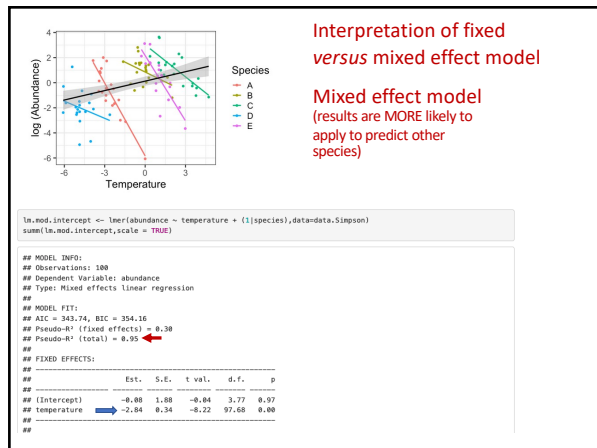 Interpretation of fixed
versus mixed effect model
Mixed effect model
(results are MORE likely to
apply to predict other
species)
4
2
0
-2
-4
-6
log (Abundance)
-6
-3
0
3
Temperature
Species
A
B
C
D
E
lm.mod.intercept <- lmer(abundance ~ temperature + (1|species),data=data.Simpson)
summ(lm.mod.intercept,scale = TRUE)
## MODEL INFO:
## Observations: 100
## Dependent Variable: abundance
## Type: Mixed effects linear regression
##
## MODEL FIT:
## AIC = 343.74, BIC = 354.16
## Pseudo-R² (fixed effects) = 0.30
## Pseudo-R² (total) = 0.95
##
## FIXED EFFECTS:
## --------------------------------------------------------
## Est. S.E. t val. d.f. p
## ----------------- ------- ------ -------- ------- ------
## (Intercept) -0.08 1.88 -0.04 3.77 0.97
## temperature -2.84 0.34 -8.22 97.68 0.00
## --------------------------------------------------------
##